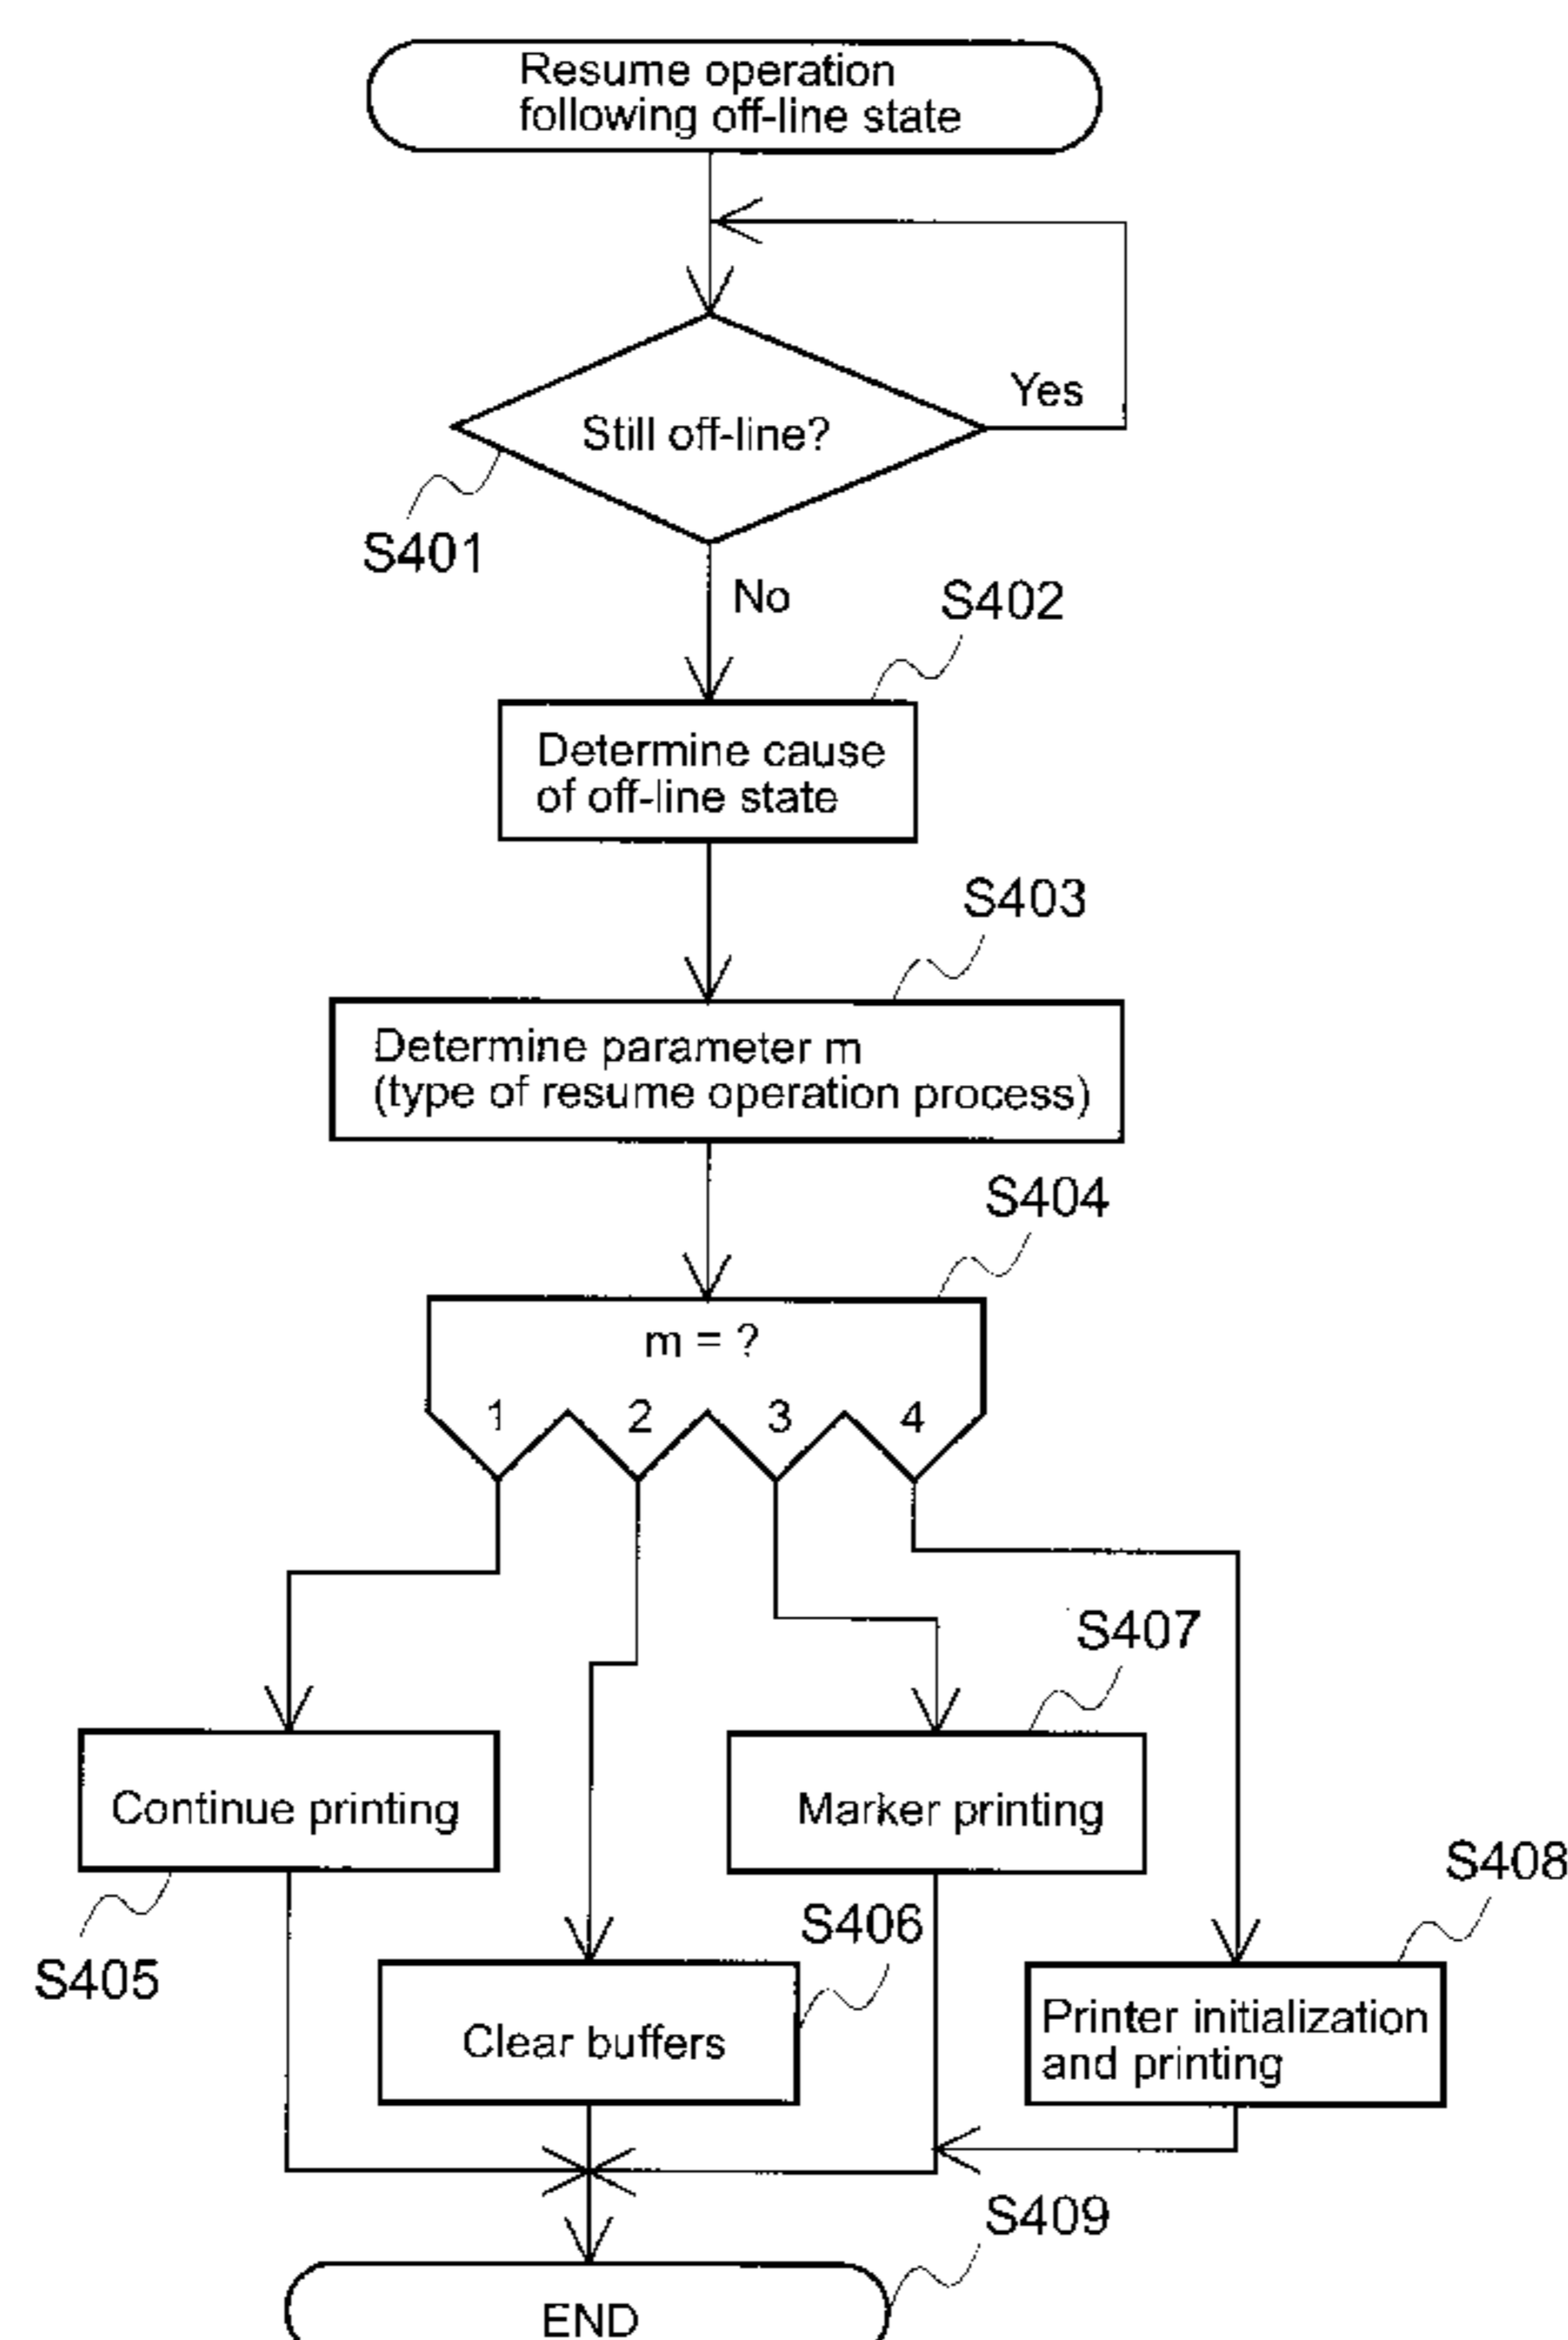 Resume operation
following off-line state
Still off-line?
Yes
S401
No
S402
Determine cause
of off-line state
S403
Determine parameter m
(type of resume operation process)
S404
m = ?
1 2 3 4
S407
Continue printing
Marker printing
S405
S406
S408
Clear buffers
Printer initialization
and printing
S409
END